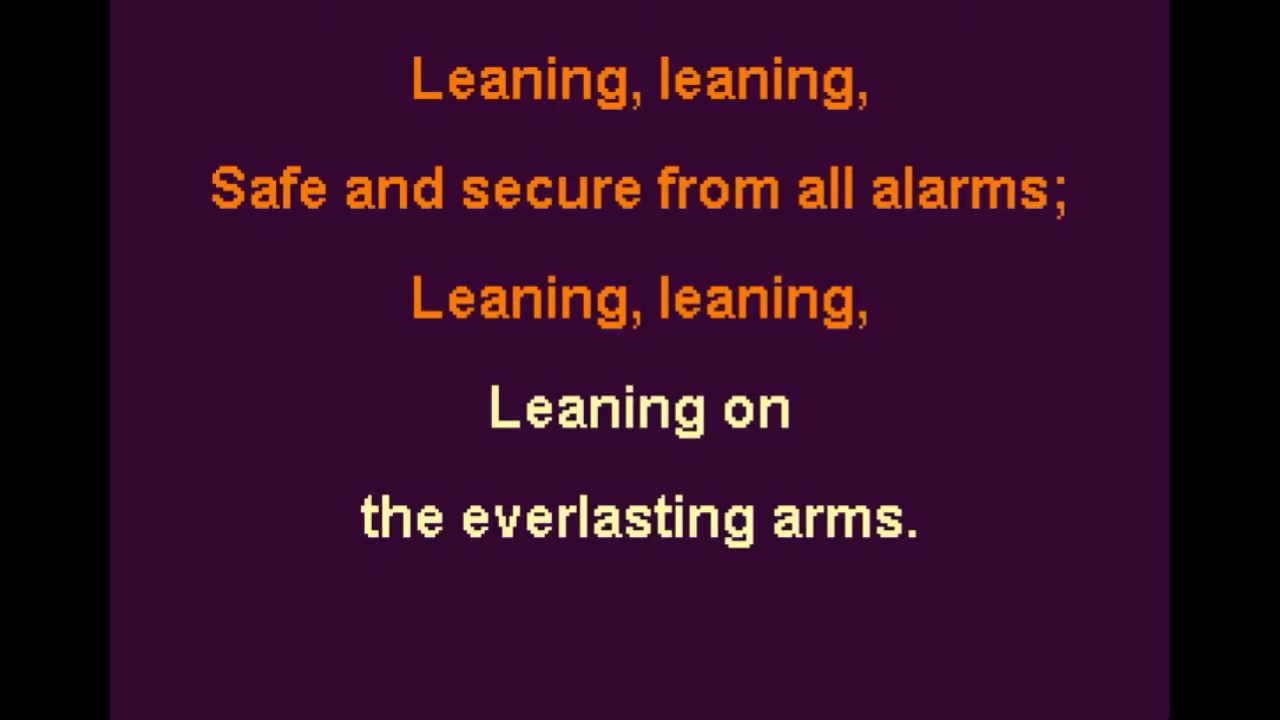 Leaning, leaning,
Safe and secure from all alarms;
Leaning, leaning,
Leaning on
the everlasting arms.